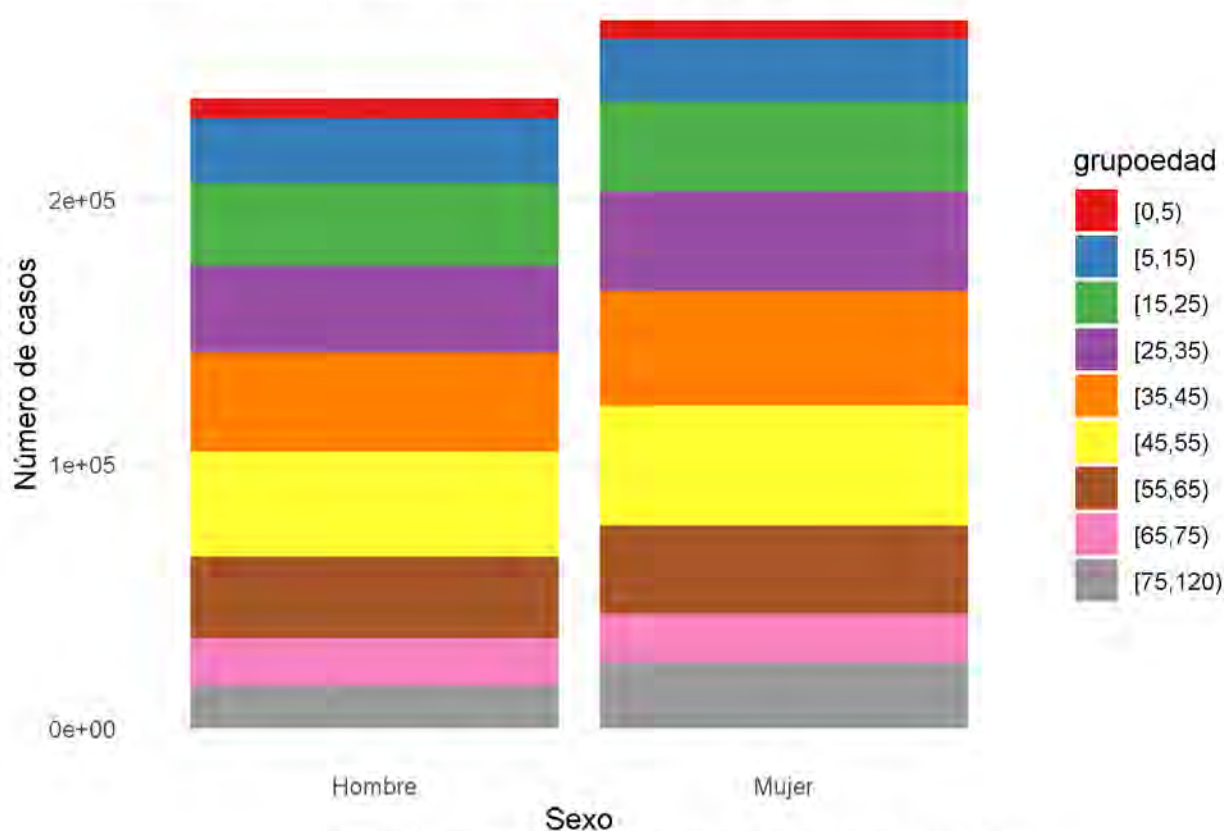 2e+05
1e+05
0e+00
Número de casos
Hombre
Mujer
Sexo
grupoedad
[0,5)
[5,15)
[15,25)
[25,35)
[35,45)
[45,55)
[55,65)
[65,75)
[75,120)